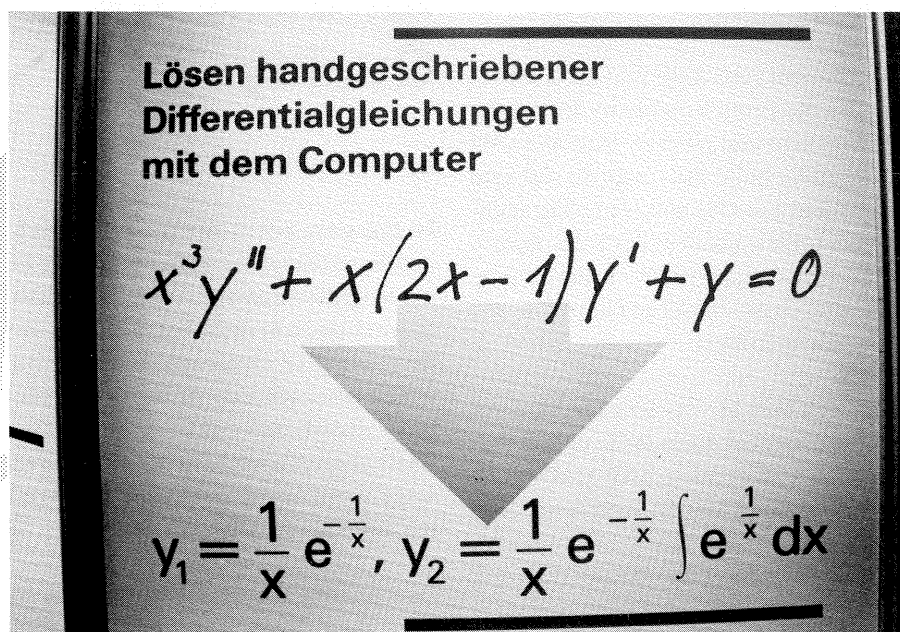 Lösen handgeschriebener
Differentialgleichungen
mit dem Computer
x³y" + x(2x-1)y' + y = 0
y₁ = 1/x e^(-1/x), y₂ = 1/x e^(-1/x) ∫e^(1/x) dx